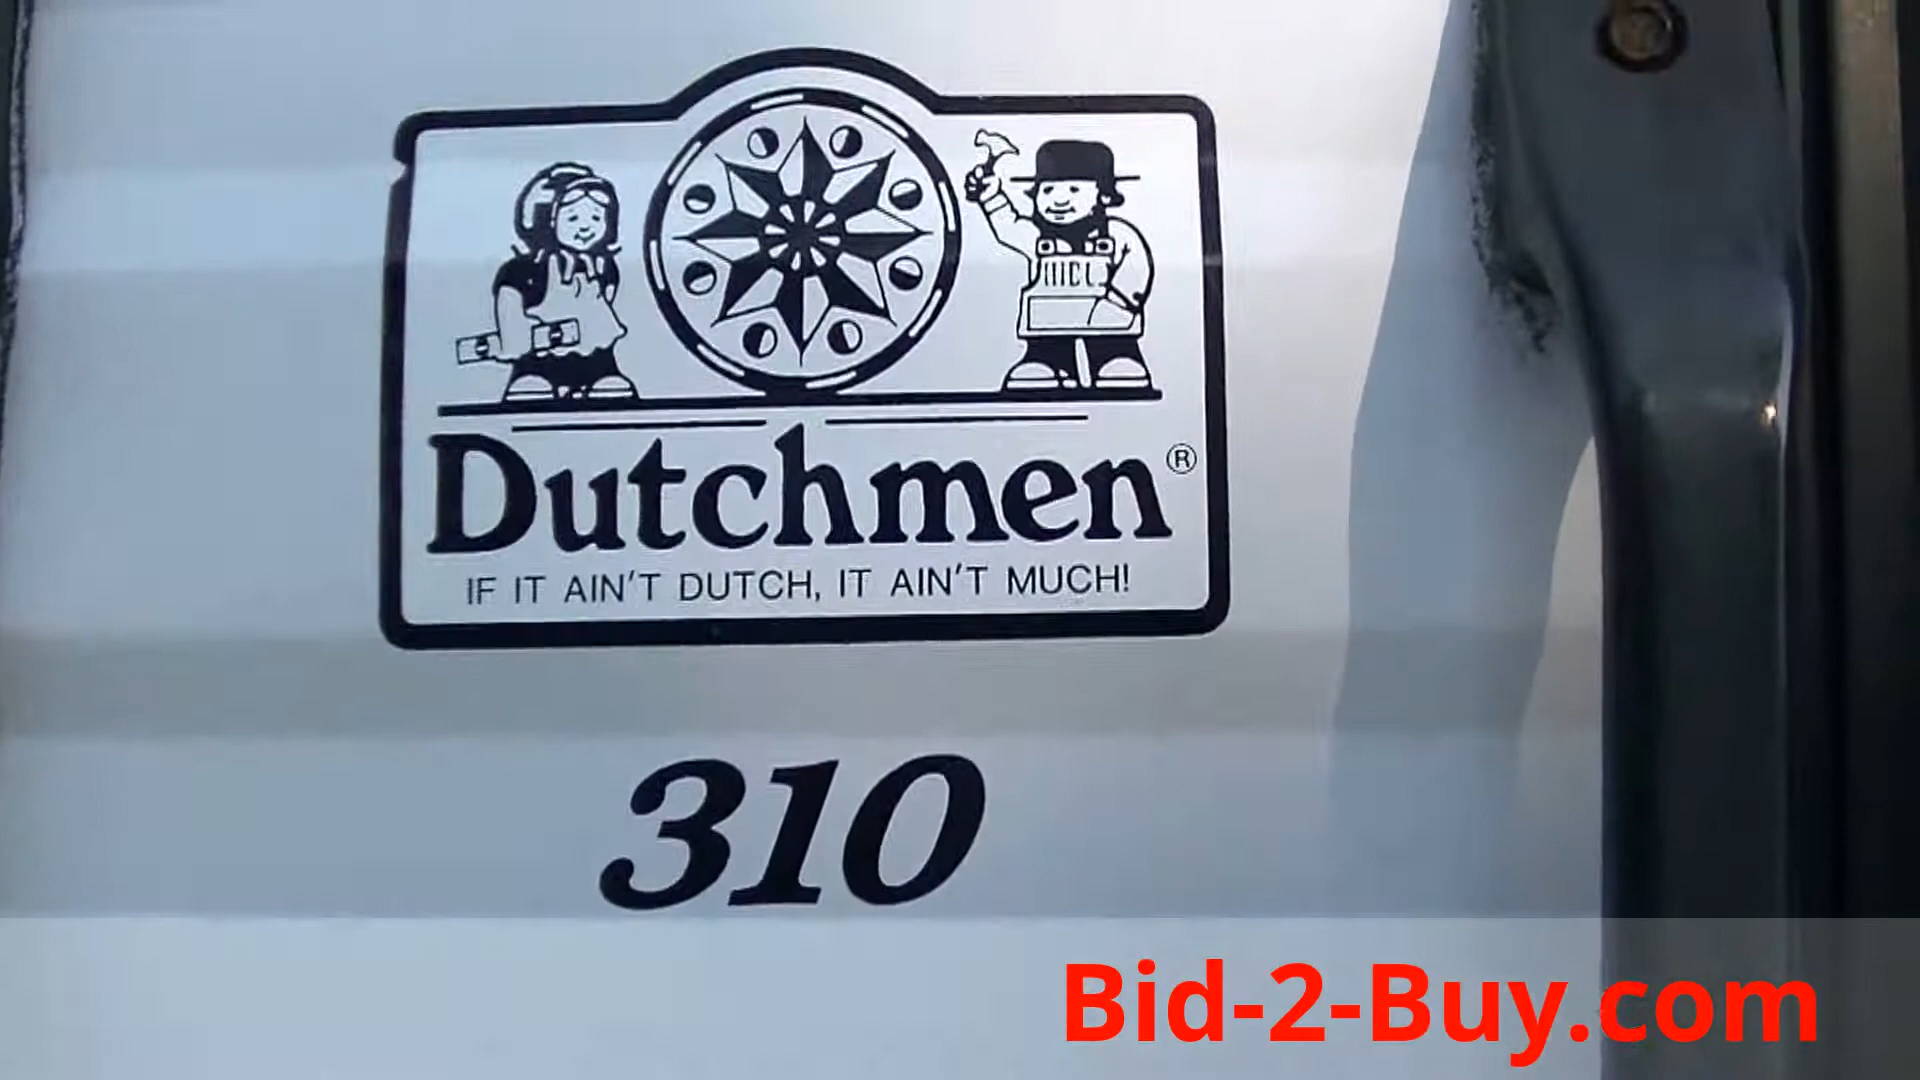 Dutchmen®
IF IT AIN'T DUTCH, IT AIN'T MUCH!
310
Bid-2-Buy.com